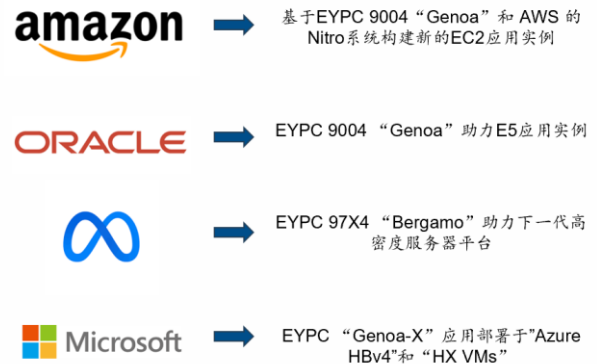 amazon
基于EYPC 9004“Genoa”和 AWS 的
Nitro系统构建新的EC2应用实例
ORACLE
EYPC 9004 “Genoa”助力E5应用实例
EYPC 97X4 “Bergamo”助力下一代高
密度服务器平台
Microsoft
EYPC “Genoa-X”应用部署于”Azure
HBv4”和“HX VMs”